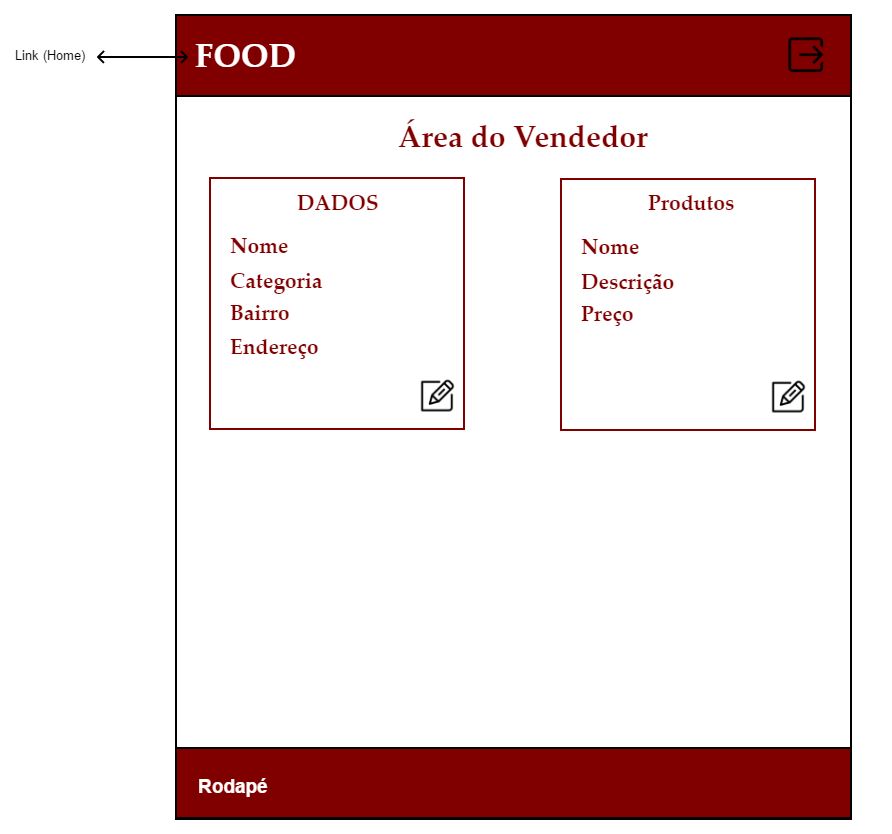 Link (Home)
FOOD
Área do Vendedor
DADOS
Nome
Categoria
Bairro
Endereço
Produtos
Nome
Descrição
Preço
Rodapé